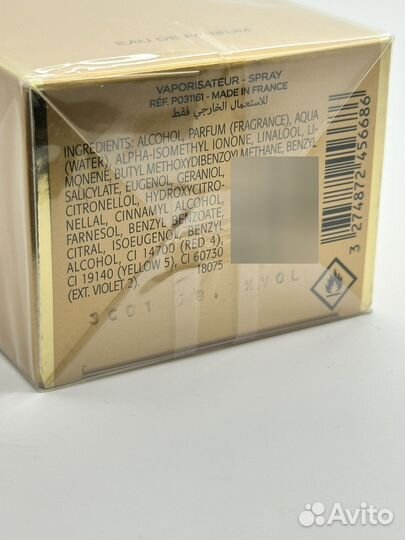 EAU DE PARFUM
VAPORISATEUR - SPRAY
RÉF. P031161 - MADE IN FRANCE
للاستعمال الخارجي فقط
INGREDIENTS: ALCOHOL, PARFUM (FRAGRANCE), AQUA
(WATER), ALPHA-ISOMETHYL IONONE, LINALOOL, LI-
MONENE, BUTYL METHOXYDIBENZOYLMETHANE, BENZYL
SALICYLATE, EUGENOL, GERANIOL,
CITRONELLOL, HYDROXYCITRO-
NELLAL, CINNAMYL ALCOHOL,
FARNESOL, BENZYL BENZOATE,
CITRAL, ISOEUGENOL, BENZYL
ALCOHOL, CI 14700 (RED 4),
CI 19140 (YELLOW 5), CI 60730
(EXT. VIOLET 2). 18075
3C01 78. %VOL
3 274872 456686
Avito